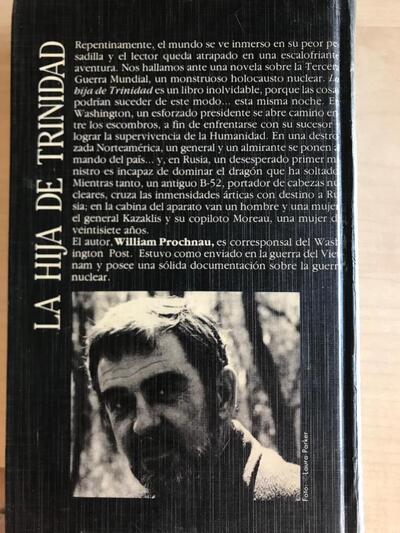 LA HIJA DE TRINIDAD
Repentinamente, el mundo se ve inmerso en su peor pe
sadilla y el lector queda atrapado en una escalofriante
aventura. Nos hallamos ante una novela sobre la Tercera
Guerra Mundial, un monstruoso holocausto nuclear. La
hija de Trinidad es un libro inolvidable, porque las cosas
podrían suceder de este modo... esta misma noche. En
Washington, un esforzado presidente se abre camino en
tre los escombros, a fin de enfrentarse con su sucesor y
lograr la supervivencia de la Humanidad. En una destro
zada Norteamérica, un general y un almirante se ponen al
mando del país... y, en Rusia, un desesperado primer mi
nistro es incapaz de dominar el dragón que ha soltado.
Mientras tanto, un antiguo B-52, portador de cabezas nu
cleares, cruza las inmensidades árticas con destino a Ru
sia; en la cabina del aparato van un hombre y una mujer,
el general Kazaklis y su copiloto Moreau, una mujer de
veintisiete años.
El autor, William Prochnau, es corresponsal del Wash
ington Post. Estuvo como enviado en la guerra del Viet
nam y posee una sólida documentación sobre la guerra
nuclear.
Foto: © Laura Parker